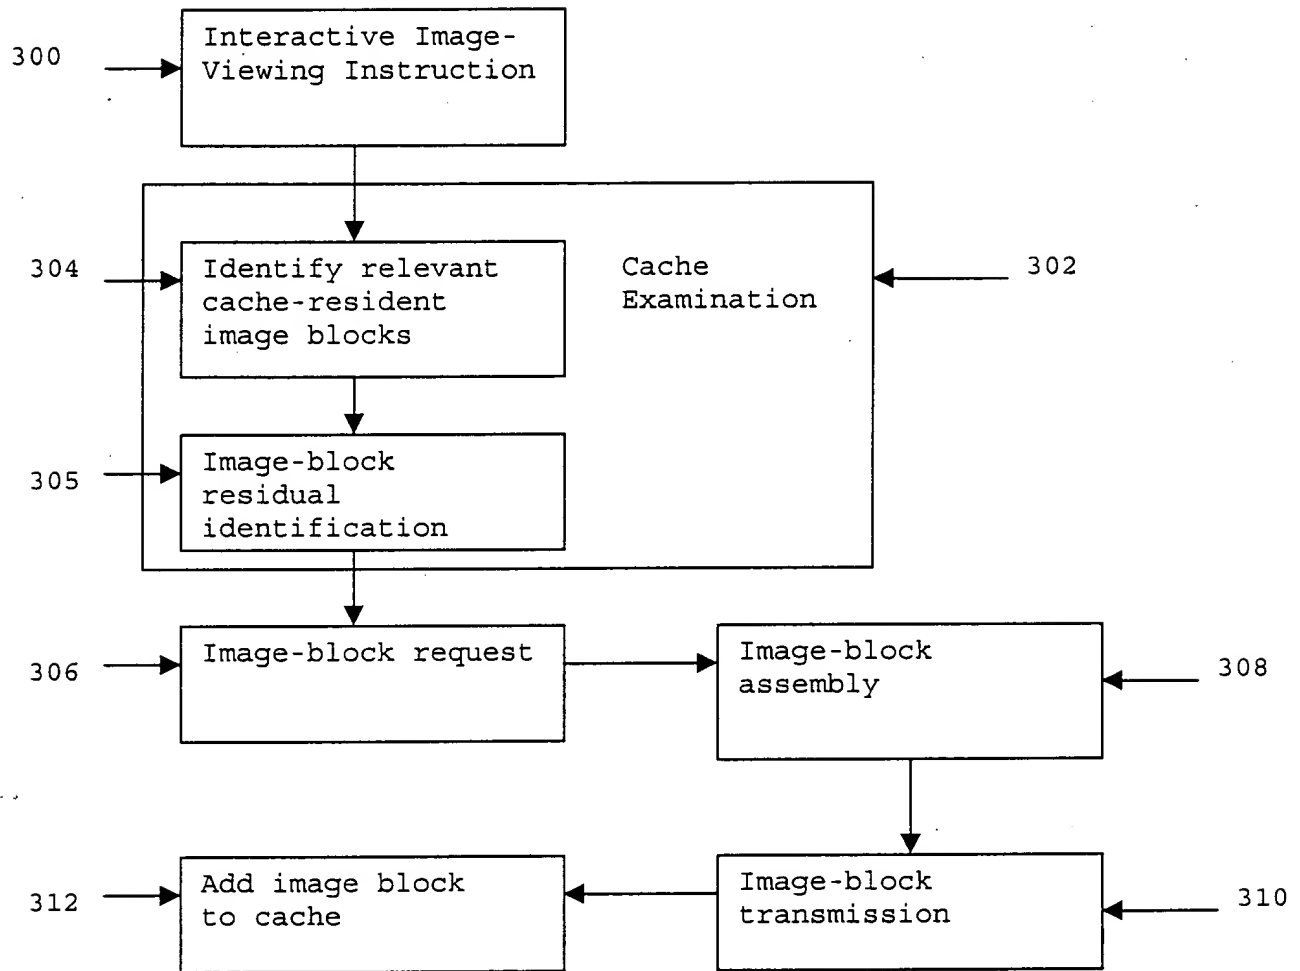 300
Interactive Image-
Viewing Instruction
304
Identify relevant
cache-resident
image blocks
Cache
Examination
302
305
Image-block
residual
identification
306
Image-block request
Image-block
assembly
308
312
Add image block
to cache
Image-block
transmission
310